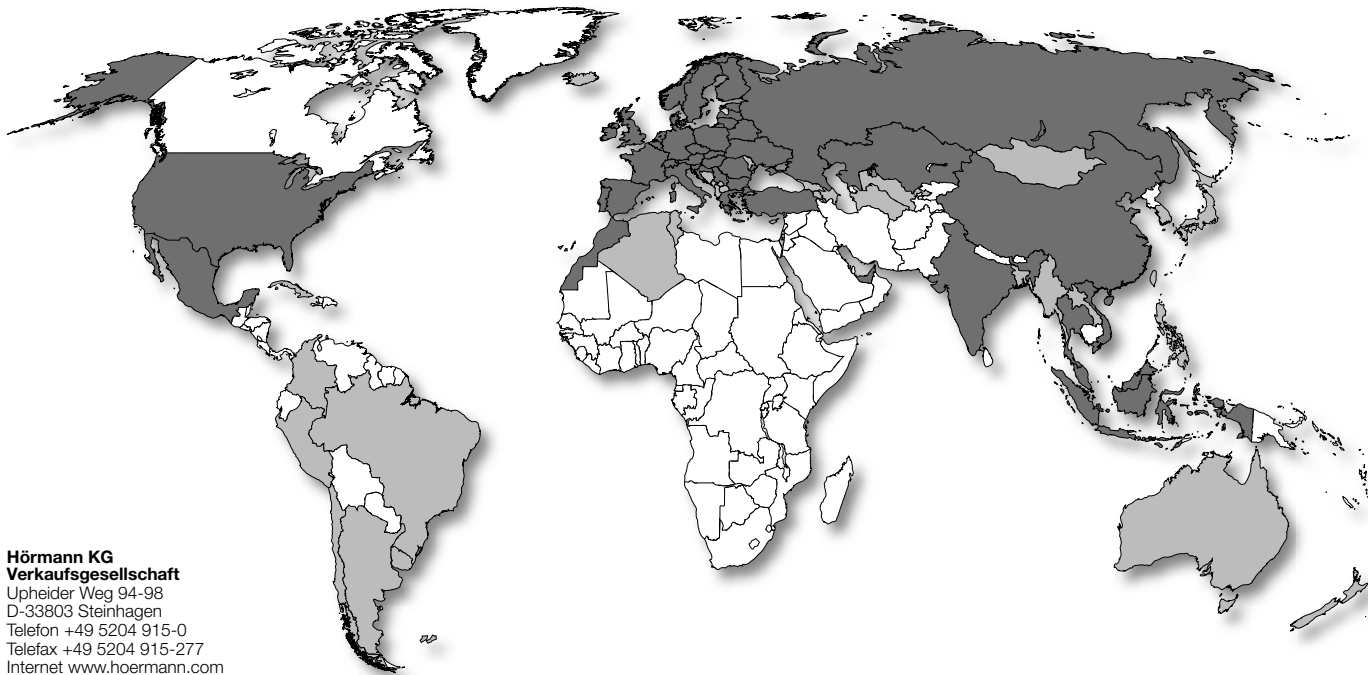 Hörmann KG
Verkaufsgesellschaft
Upheider Weg 94-98
D-33803 Steinhagen
Telefon +49 5204 915-0
Telefax +49 5204 915-277
Internet www.hoermann.com